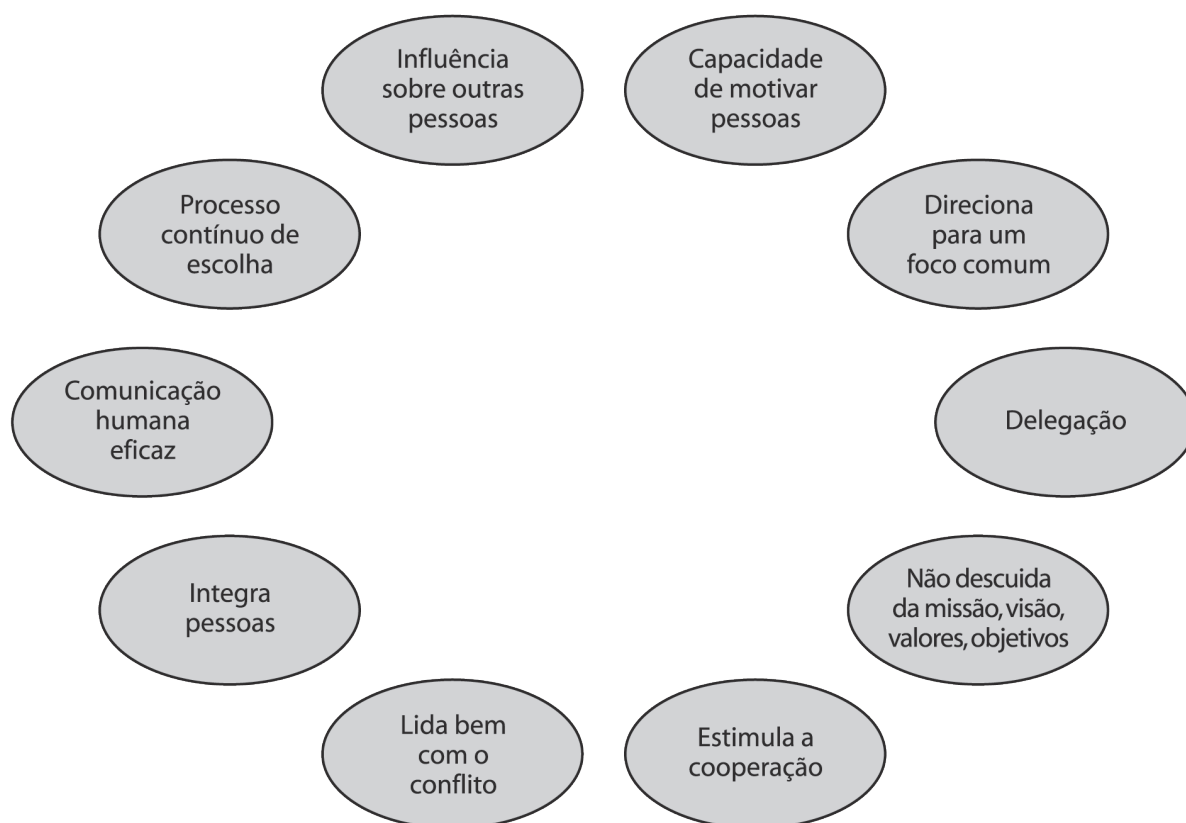 Influência
sobre outras
pessoas
Capacidade
de motivar
pessoas
Processo
contínuo de
escolha
Direciona
para um
foco comum
Comunicação
humana
eficaz
Delegação
Integra
pessoas
Não descuida
da missão, visão,
valores, objetivos
Lida bem
com o
conflito
Estimula a
cooperação